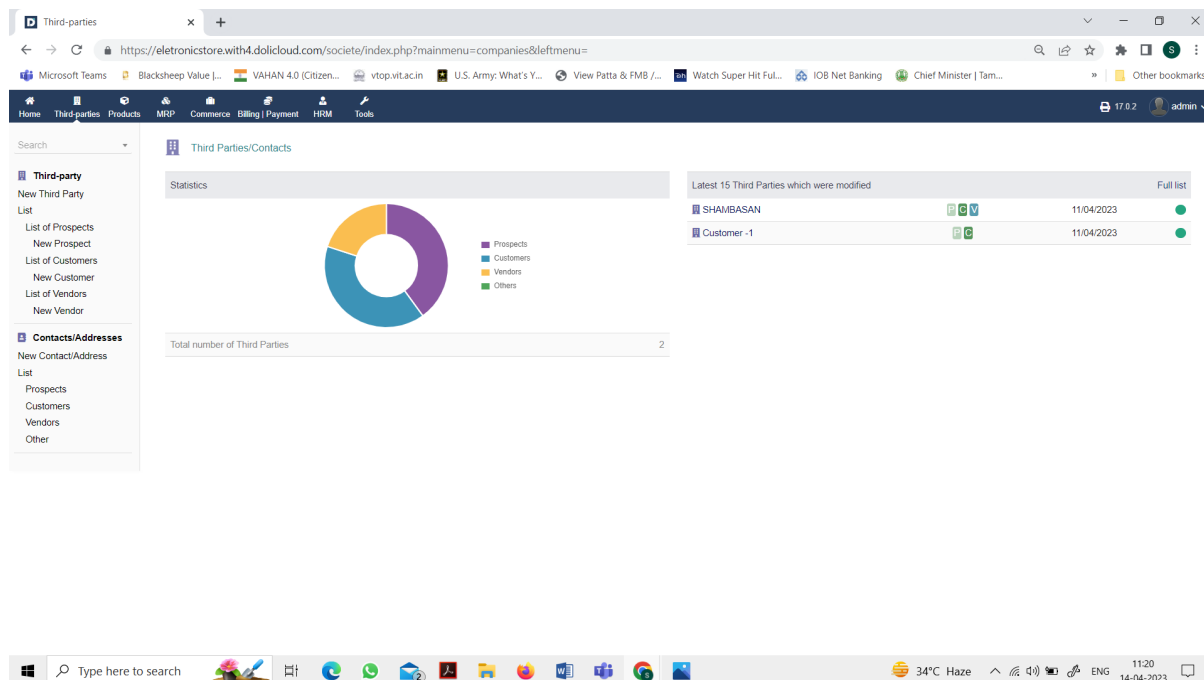 Third-parties
https://eletronicstore.with4.dolicloud.com/societe/index.php?mainmenu=companies&leftmenu=
S
Microsoft Teams Blacksheep Value |... VAHAN 4.0 (Citizen... vtop.vit.ac.in U.S. Army: What's Y... View Patta & FMB /... Watch Super Hit Ful... IOB Net Banking Chief Minister | Tam... » Other bookmarks
Home Third-parties Products MRP Commerce Billing | Payment HRM Tools 17.0.2 admin
Search
Third Parties/Contacts
Third-party
New Third Party
List
List of Prospects
New Prospect
List of Customers
New Customer
List of Vendors
New Vendor
Contacts/Addresses
New Contact/Address
List
Prospects
Customers
Vendors
Other
Statistics
Prospects
Customers
Vendors
Others
Total number of Third Parties 2
Latest 15 Third Parties which were modified Full list
SHAMBASAN P C V 11/04/2023
Customer -1 P C 11/04/2023
Type here to search
2
34°C Haze ENG 11:20
14-04-2023